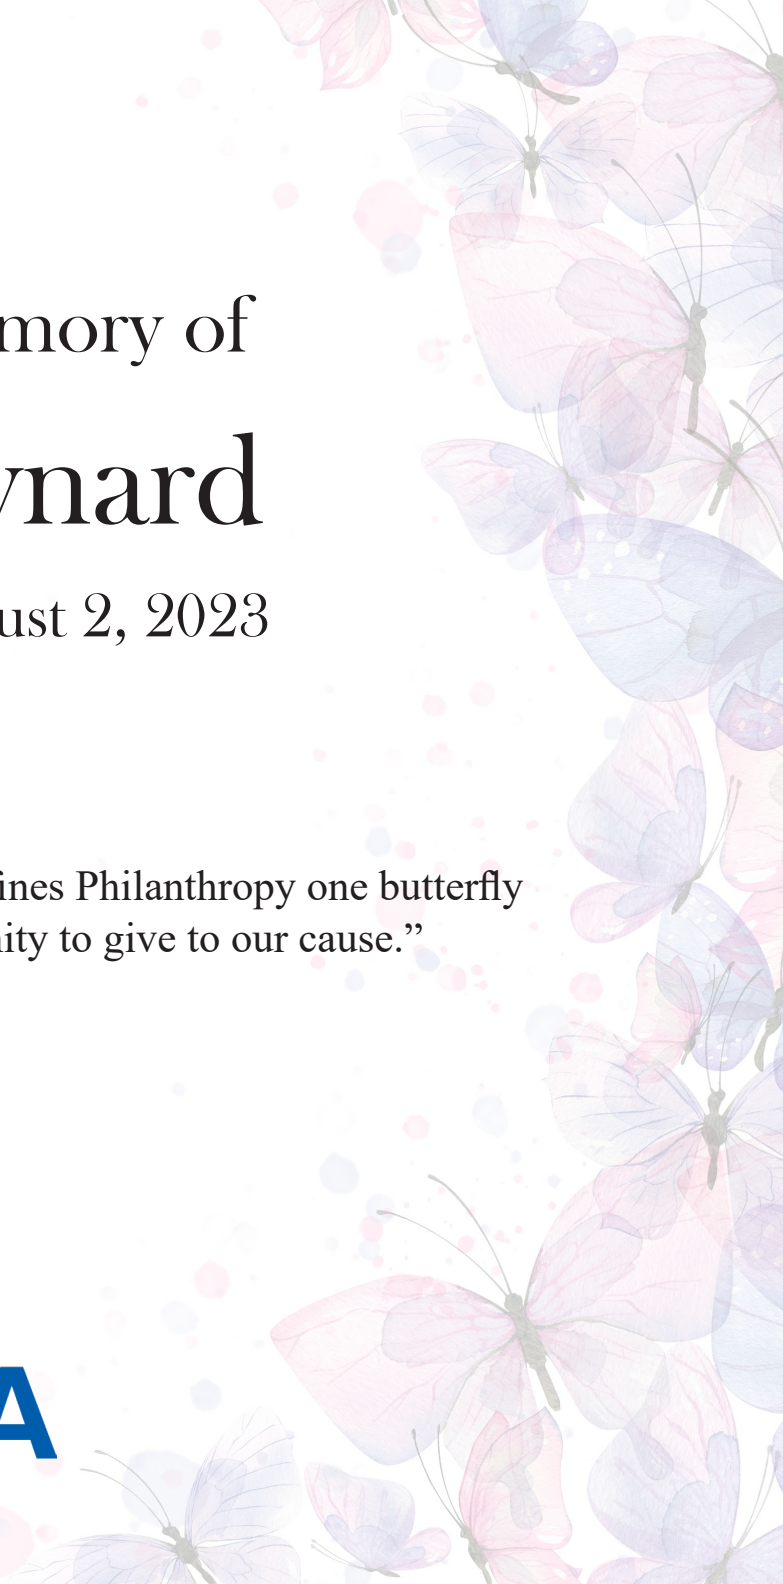 mory of
ynard
ust 2, 2023
ines Philanthropy one butterfly
ity to give to our cause.”
A